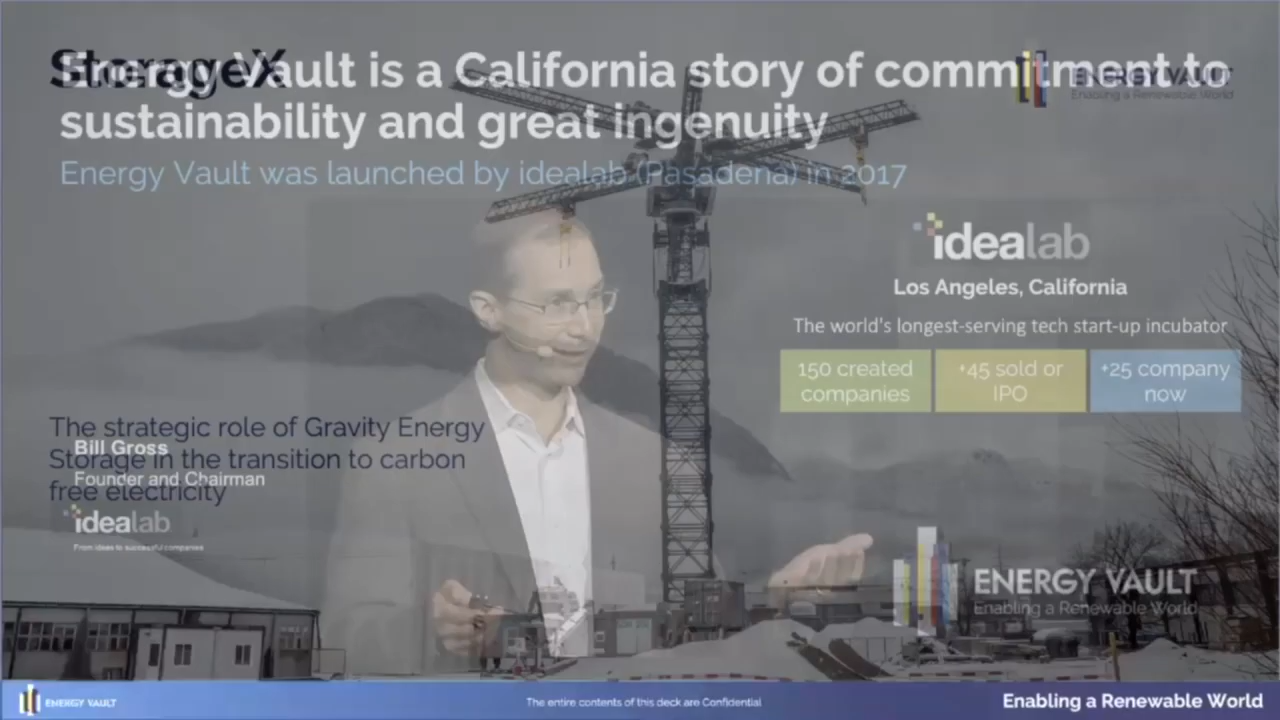 StorageX
Energy Vault is a California story of commitment to
sustainability and great ingenuity
Energy Vault was launched by idealab (Pasadena) in 2017
ENERGY VAULT
Enabling a Renewable World
idealab
Los Angeles, California
The world's longest-serving tech start-up incubator
150 created
companies
+45 sold or
IPO
+25 company
now
The strategic role of Gravity Energy
Storage in the transition to carbon
free electricity
Bill Gross
Founder and Chairman
idealab
From ideas to successful companies
ENERGY VAULT
Enabling a Renewable World
ENERGY VAULT
The entire contents of this deck are Confidential
Enabling a Renewable World